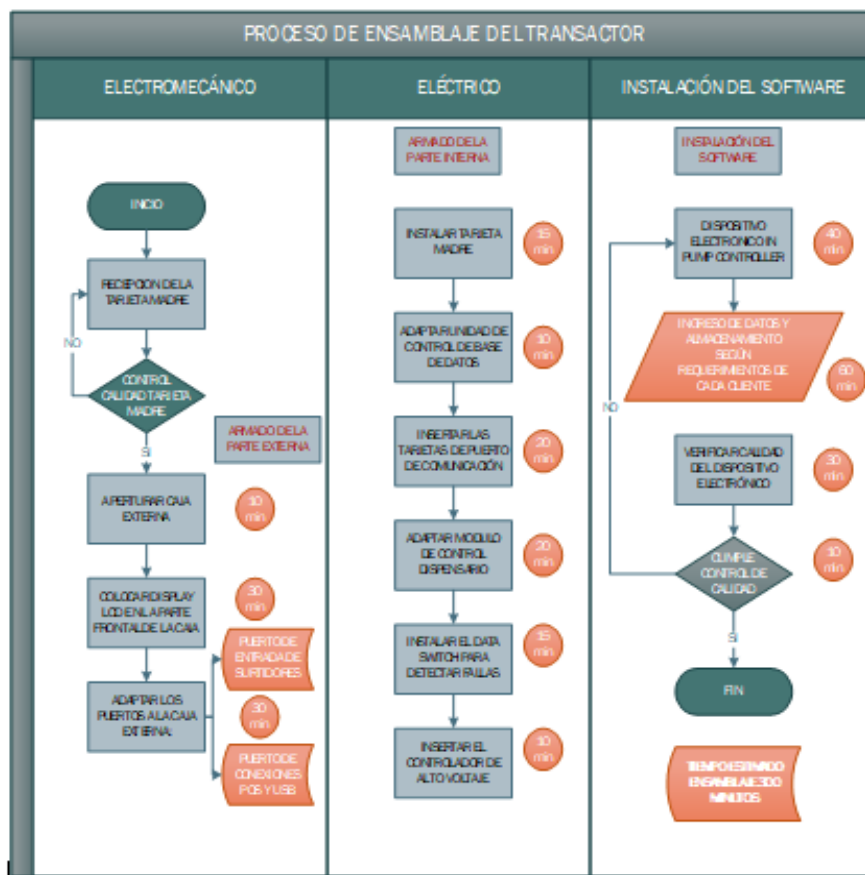 PROCESO DE ENSAMBLAJE DEL TRANSACTOR
ELECTROMECÁNICO
INICIO
RECEPCION DE LA
TARJETA MADRE
NO
CONTROL
CALIDAD TARJETA
MADRE
SI
ARMADO DE LA
PARTE EXTERNA
APERTURAR CAJA
EXTERNA
10
min
COLOCAR DISPLAY
LCD EN LA PARTE
FRONTAL DE LA CAJA
30
min
PUERTO DE
ENTRADA DE
SURTIDORES
ADAPTAR LOS
PUERTOS A LA CAJA
EXTERNA:
30
min
PUERTO DE
CONEXIONES
POS Y USB
ELÉCTRICO
ARMADO DE LA
PARTE INTERNA
INSTALAR TARJETA
MADRE
15
min
ADAPTAR UNIDAD DE
CONTROL DE BASE
DE DATOS
10
min
INSERTAR LAS
TARJETAS DE PUERTO
DE COMUNICACIÓN
20
min
ADAPTAR MODULO
DE CONTROL
DISPENSARIO
20
min
INSTALAR EL DATA
SWITCH PARA
DETECTAR FALLAS
15
min
INSERTAR EL
CONTROLADOR DE
ALTO VOLTAJE
10
min
INSTALACIÓN DEL SOFTWARE
INSTALACIÓN DEL
SOFTWARE
DISPOSITIVO
ELECTRONICO IN
PUMP CONTROLLER
40
min
INGRESO DE DATOS Y
ALMACENAMIENTO
SEGÚN
REQUERIMIENTOS DE
CADA CLIENTE
60
min
NO
VERIFICAR CALIDAD
DEL DISPOSITIVO
ELECTRÓNICO
30
min
CUMPLE
CONTROL DE
CALIDAD
10
min
SI
FIN
TIEMPO ESTIMADO
ENSAMBLAJE 300
MINUTOS